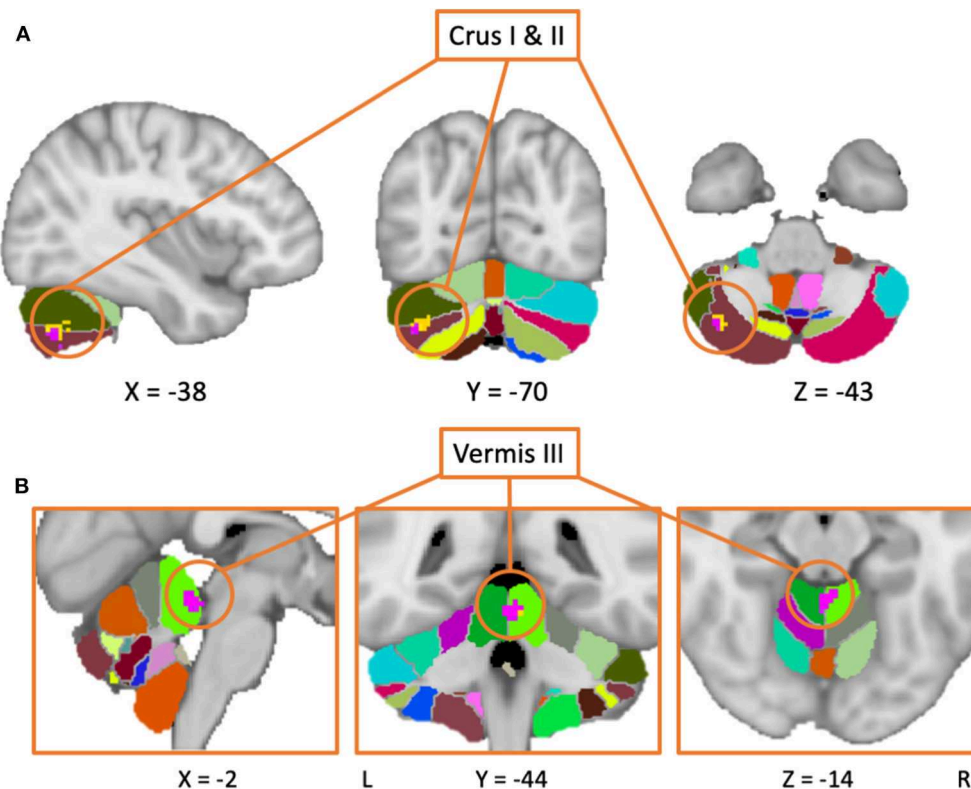 A
Crus I & II
X = -38
Y = -70
Z = -43
Vermis III
B
X = -2
L
Y = -44
Z = -14
R